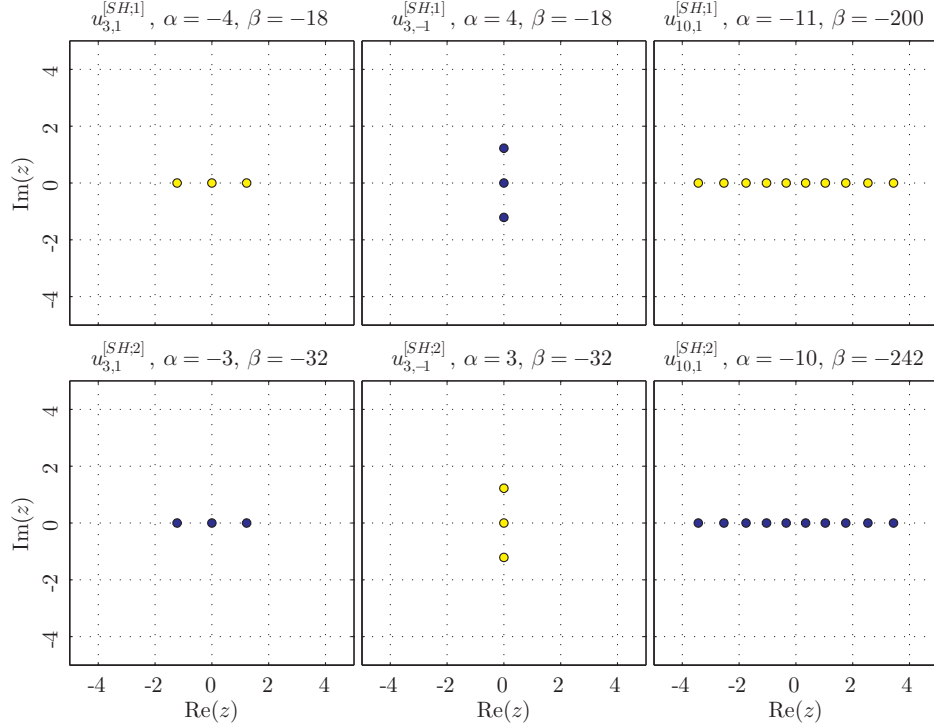 u_{3,1}^{[SH;1]}, α = −4, β = −18
u_{3,−1}^{[SH;1]}, α = 4, β = −18
u_{10,1}^{[SH;1]}, α = −11, β = −200
4
2
0
-2
-4
Im(z)
u_{3,1}^{[SH;2]}, α = −3, β = −32
u_{3,−1}^{[SH;2]}, α = 3, β = −32
u_{10,1}^{[SH;2]}, α = −10, β = −242
4
2
0
-2
-4
Im(z)
-4 -2 0 2 4
-4 -2 0 2 4
-4 -2 0 2 4
Re(z)
Re(z)
Re(z)